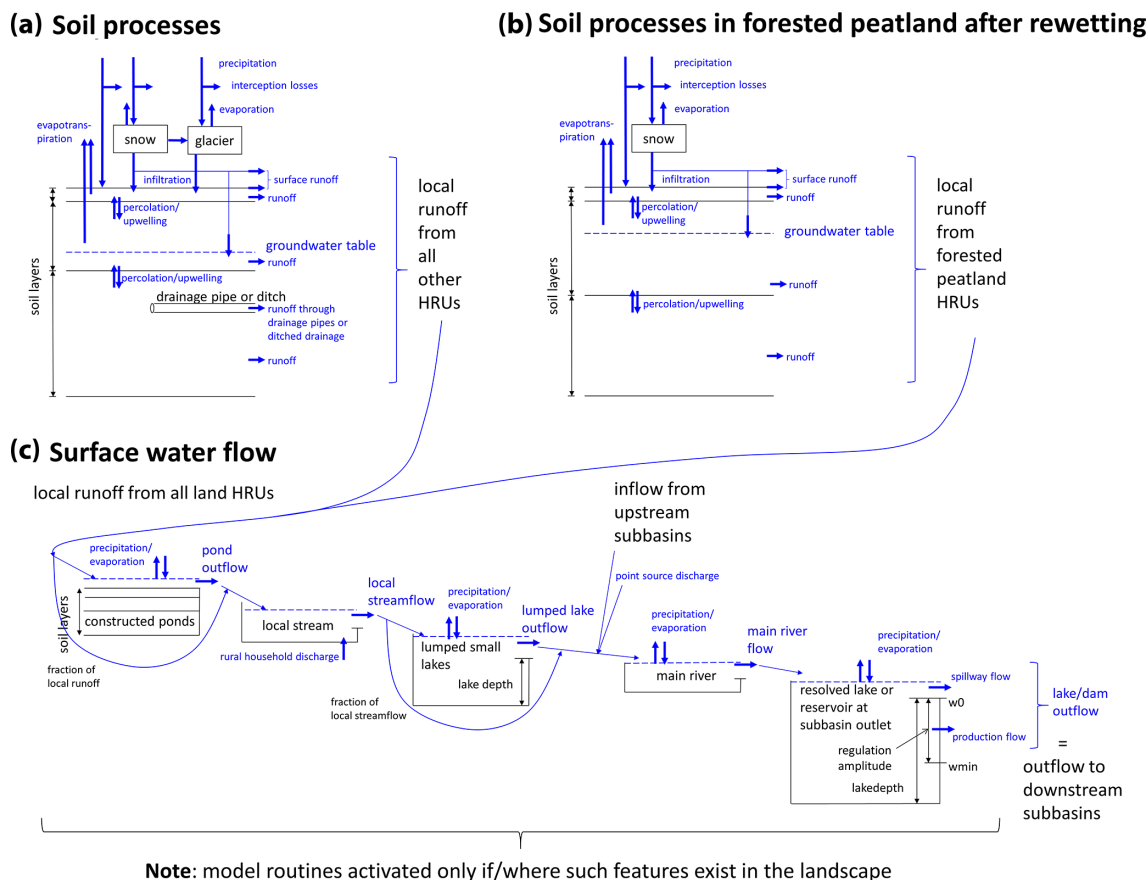 (a) Soil processes
precipitation
interception losses
evaporation
evapotrans-
piration
snow
glacier
infiltration
surface runoff
runoff
percolation/
upwelling
groundwater table
runoff
percolation/upwelling
drainage pipe or ditch
runoff through
drainage pipes or
ditched drainage
runoff
soil layers
local
runoff
from
all
other
HRUs
(b) Soil processes in forested peatland after rewetting
precipitation
interception losses
evaporation
evapotrans-
piration
snow
infiltration
surface runoff
runoff
percolation/
upwelling
groundwater table
runoff
percolation/upwelling
runoff
soil layers
local
runoff
from
forested
peatland
HRUs
(c) Surface water flow
local runoff from all land HRUs
precipitation/
evaporation
pond
outflow
soil layers
constructed ponds
fraction of
local runoff
local stream
rural household discharge
local
streamflow
precipitation/
evaporation
lumped small
lakes
lake depth
fraction of
local streamflow
lumped lake
outflow
inflow from
upstream
subbasins
point source discharge
precipitation/
evaporation
main river
main river
flow
precipitation/
evaporation
resolved lake or
reservoir at
subbasin outlet
regulation
amplitude
lakedepth
w0
wmin
spillway flow
production flow
lake/dam
outflow
=
outflow to
downstream
subbasins
Note: model routines activated only if/where such features exist in the landscape